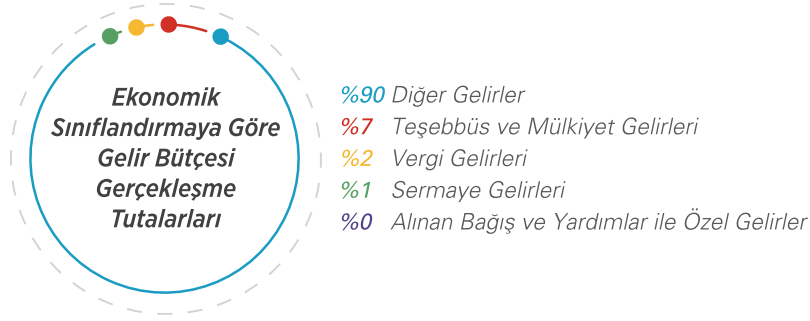 Ekonomik
Sınıflandırmaya Göre
Gelir Bütçesi
Gerçekleşme
Tutalarları
%90 Diğer Gelirler
%7 Teşebbüs ve Mülkiyet Gelirleri
%2 Vergi Gelirleri
%1 Sermaye Gelirleri
%0 Alınan Bağış ve Yardımlar ile Özel Gelirler